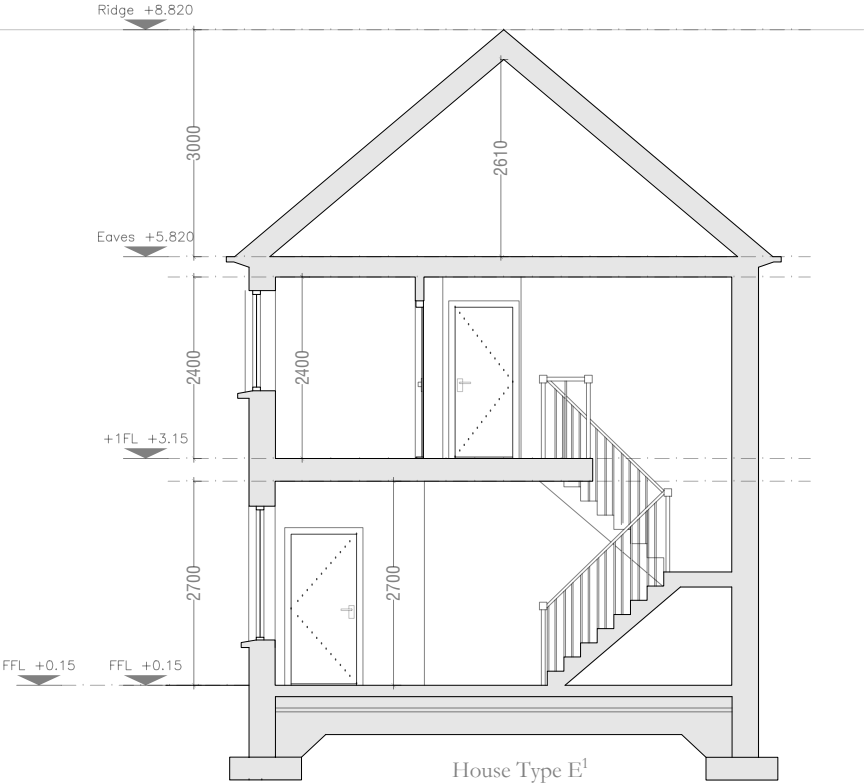 Ridge +8.820
3000
2610
Eaves +5.820
2400
2400
+1FL +3.15
2700
2700
FFL +0.15
FFL +0.15
House Type E¹